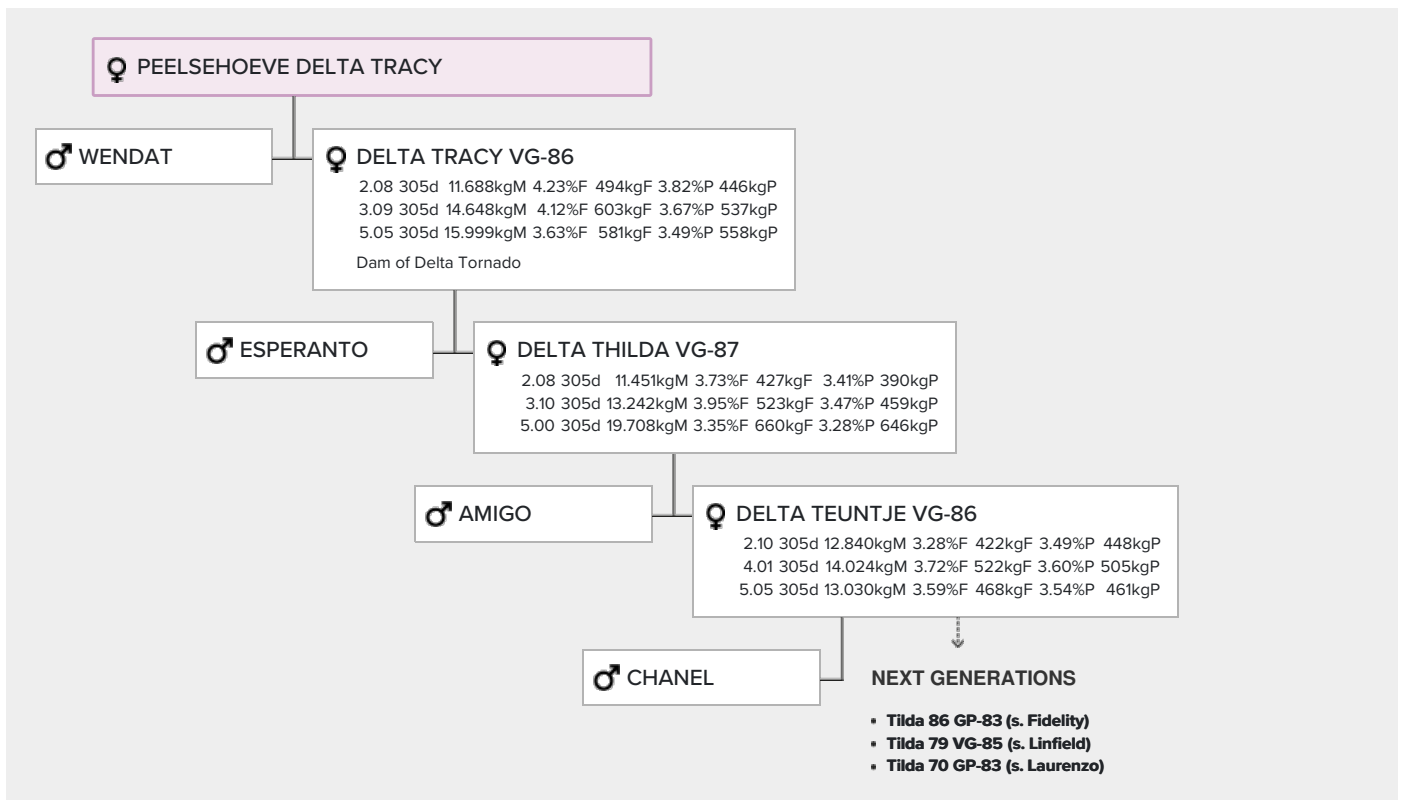 PEELSEHOEVE DELTA TRACY
WENDAT
DELTA TRACY VG-86
2.08 305d 11.688kgM 4.23%F 494kgF 3.82%P 446kgP
3.09 305d 14.648kgM 4.12%F 603kgF 3.67%P 537kgP
5.05 305d 15.999kgM 3.63%F 581kgF 3.49%P 558kgP
Dam of Delta Tornado
ESPERANTO
DELTA THILDA VG-87
2.08 305d 11.451kgM 3.73%F 427kgF 3.41%P 390kgP
3.10 305d 13.242kgM 3.95%F 523kgF 3.47%P 459kgP
5.00 305d 19.708kgM 3.35%F 660kgF 3.28%P 646kgP
AMIGO
DELTA TEUNTJE VG-86
2.10 305d 12.840kgM 3.28%F 422kgF 3.49%P 448kgP
4.01 305d 14.024kgM 3.72%F 522kgF 3.60%P 505kgP
5.05 305d 13.030kgM 3.59%F 468kgF 3.54%P 461kgP
CHANEL
NEXT GENERATIONS
• Tilda 86 GP-83 (s. Fidelity)
• Tilda 79 VG-85 (s. Linfield)
• Tilda 70 GP-83 (s. Laurenzo)